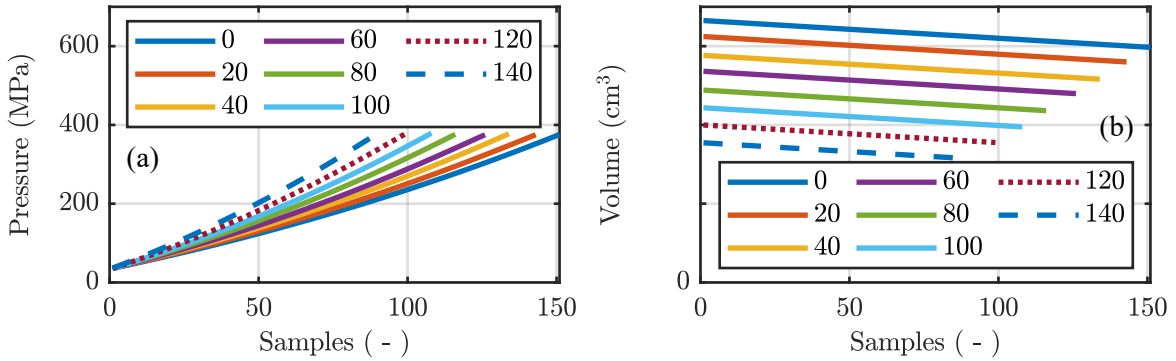 600
400
200
0
Pressure (MPa)
0 60 120
20 80 140
40 100
(a)
0 50 100 150
Samples ( - )
Volume (cm³)
0
(b)
0 60 120
20 80 140
40 100
0 50 100 150
Samples ( - )